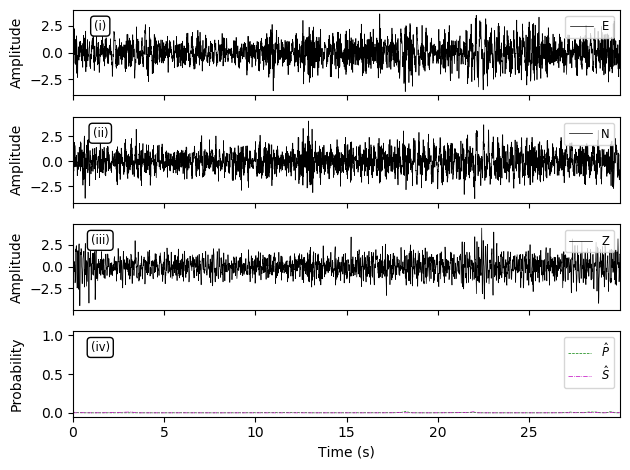 (i)
E
2.5
0.0
−2.5
Amplitude
(ii)
N
2.5
0.0
−2.5
Amplitude
(iii)
Z
2.5
0.0
−2.5
Amplitude
(iv)
P̂
Ŝ
1.0
0.5
0.0
Probability
0 5 10 15 20 25
Time (s)